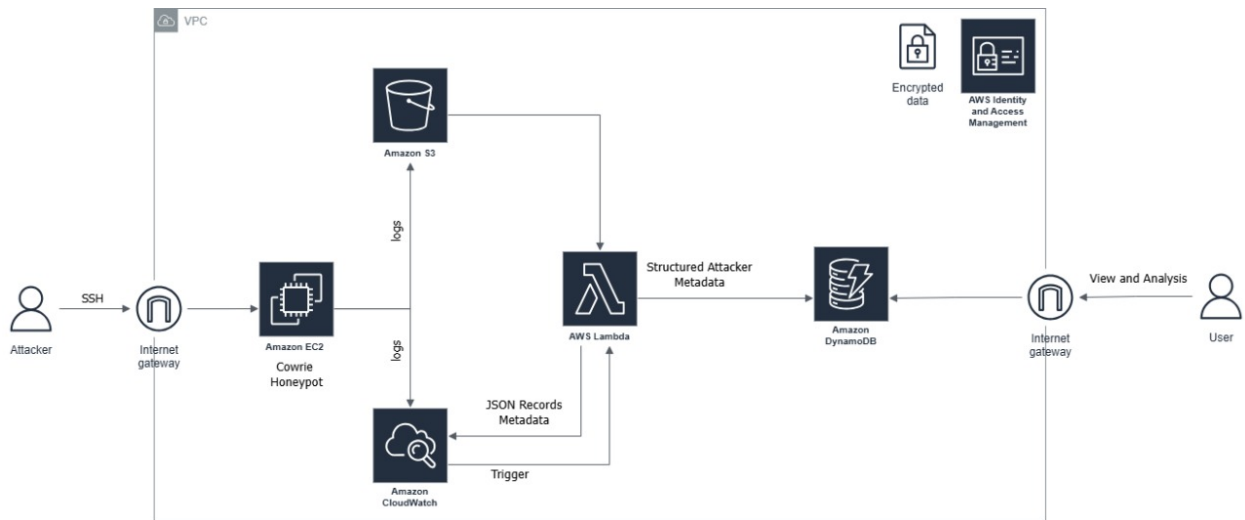 VPC
Encrypted
data
AWS Identity
and Access
Management
Amazon S3
logs
SSH
Attacker
Internet
gateway
Amazon EC2
Cowrie
Honeypot
logs
Structured Attacker
Metadata
AWS Lambda
Amazon
DynamoDB
View and Analysis
Internet
gateway
User
JSON Records
Metadata
Trigger
Amazon
CloudWatch